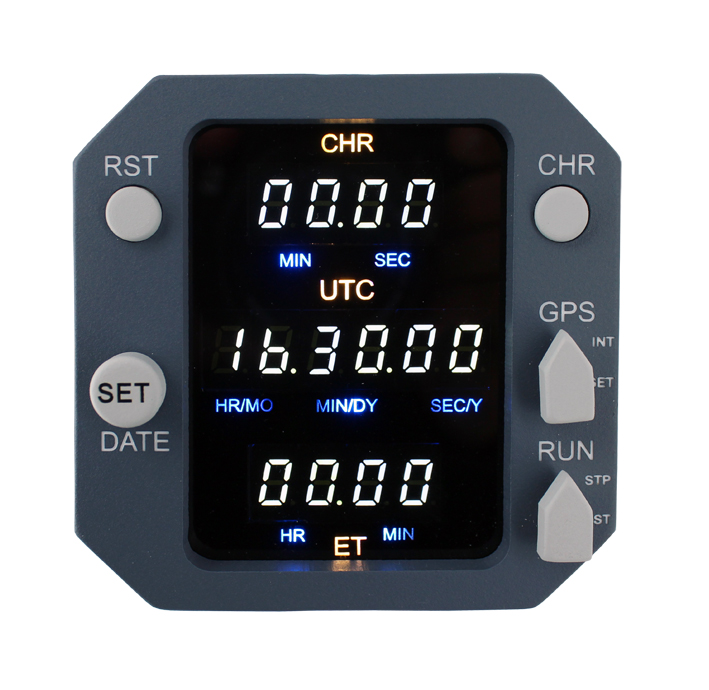 CHR
RST
CHR
00.00
MIN SEC
UTC
GPS
INT
16.30.00
SET
SET
HR/MO MIN/DY SEC/Y
DATE
RUN
STP
00.00
HR MIN
ET